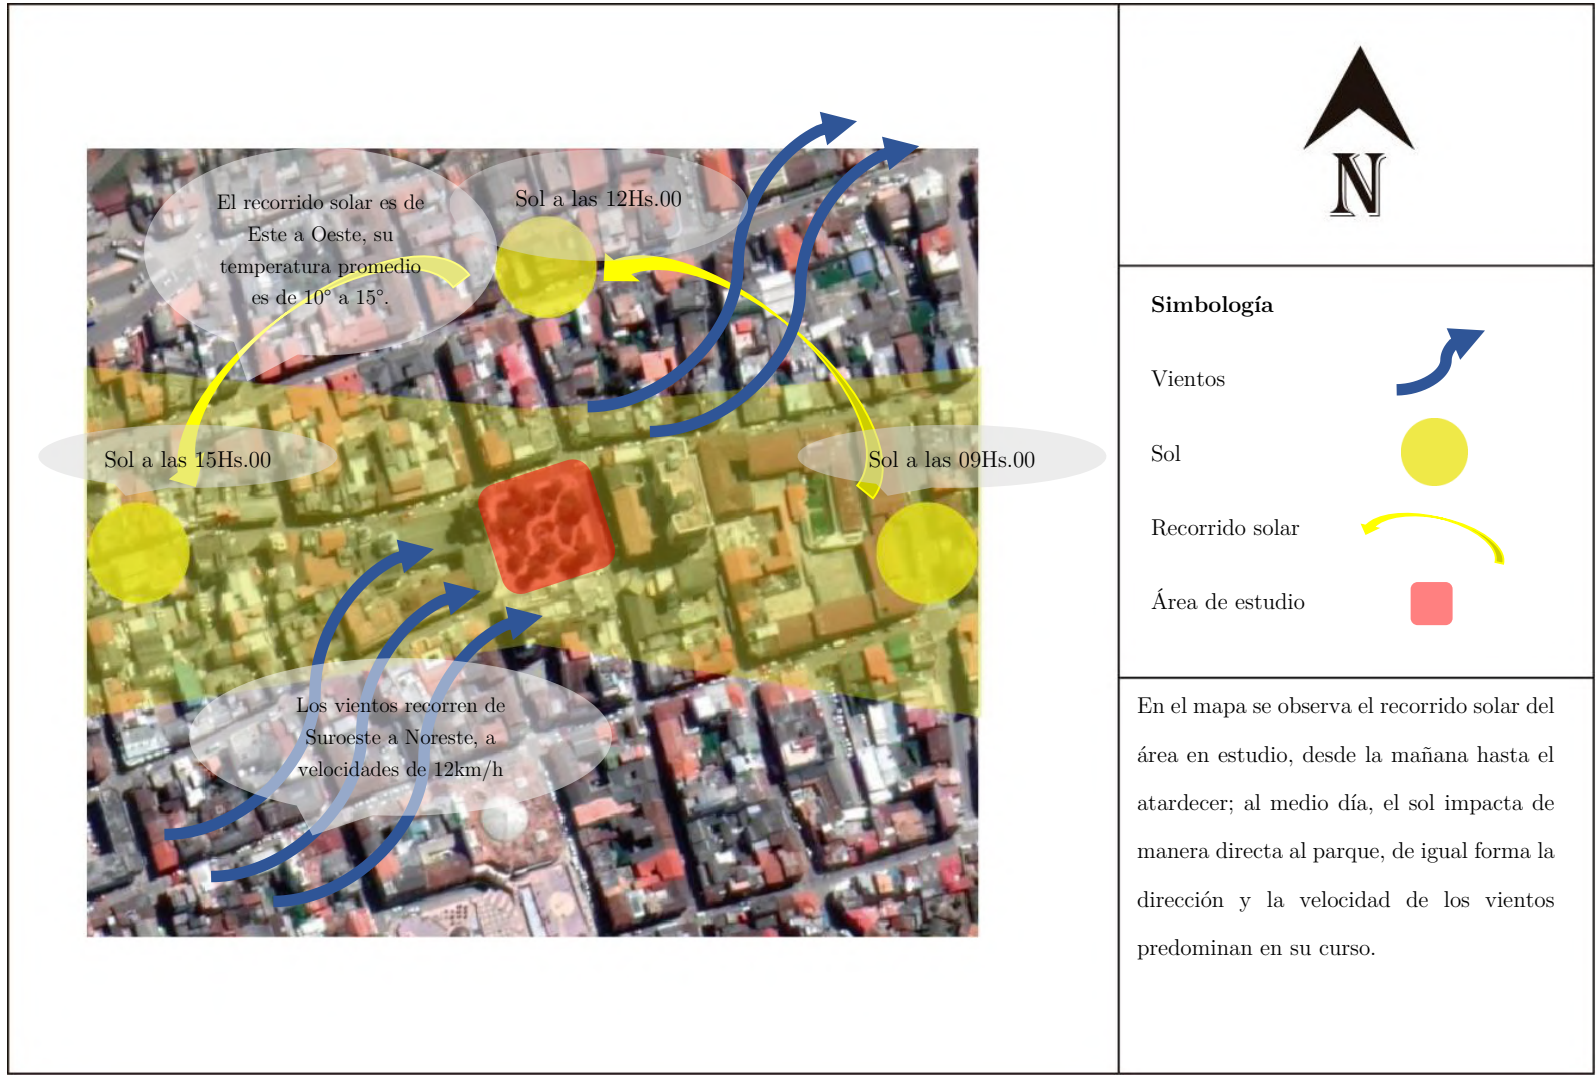 El recorrido solar es de
Este a Oeste, su
temperatura promedio
es de 10° a 15°.
Sol a las 12Hs.00
Sol a las 15Hs.00
Sol a las 09Hs.00
Los vientos recorren de
Suroeste a Noreste, a
velocidades de 12km/h
N
Simbología
Vientos
Sol
Recorrido solar
Área de estudio
En el mapa se observa el recorrido solar del
área en estudio, desde la mañana hasta el
atardecer; al medio día, el sol impacta de
manera directa al parque, de igual forma la
dirección y la velocidad de los vientos
predominan en su curso.